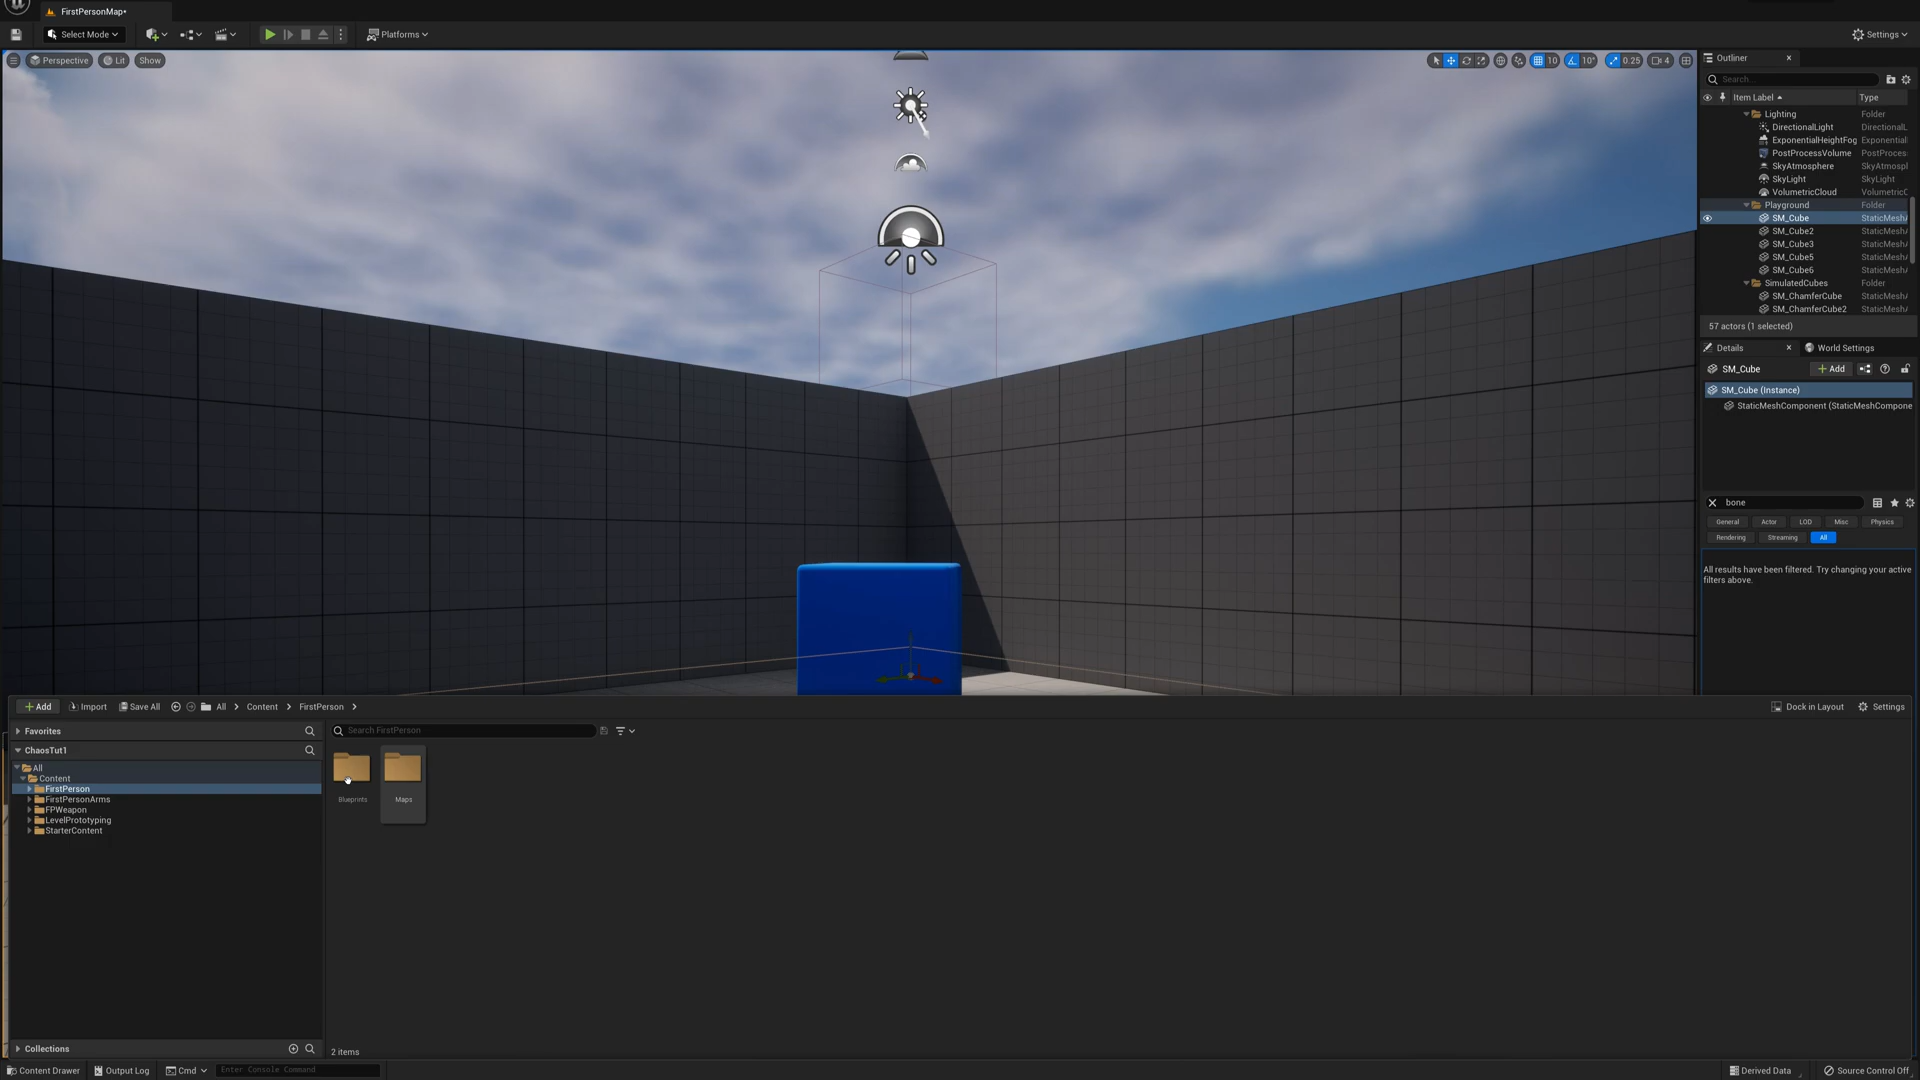 FirstPersonMap•
Select Mode
Platforms
Settings
Perspective
Lit
Show
10
10°
0.25
4
Outliner
Search...
Item Label
Type
Lighting
Folder
DirectionalLight
DirectionalL
ExponentialHeightFog
Exponential
PostProcessVolume
PostProces
SkyAtmosphere
SkyAtmospl
SkyLight
SkyLight
VolumetricCloud
VolumetricC
Playground
Folder
SM_Cube
StaticMesh/
SM_Cube2
StaticMesh/
SM_Cube3
StaticMesh/
SM_Cube5
StaticMesh/
SM_Cube6
StaticMesh/
SimulatedCubes
Folder
SM_ChamferCube
StaticMesh/
SM_ChamferCube2
StaticMesh/
57 actors (1 selected)
Details
World Settings
SM_Cube
+ Add
SM_Cube (Instance)
StaticMeshComponent (StaticMeshCompone
bone
General
Actor
LOD
Misc
Physics
Rendering
Streaming
All
All results have been filtered. Try changing your active
filters above.
+ Add
Import
Save All
All
Content
FirstPerson
Dock in Layout
Settings
Favorites
ChaosTut1
All
Content
FirstPerson
FirstPersonArms
FPWeapon
LevelPrototyping
StarterContent
Search FirstPerson
Blueprints
Maps
Collections
2 items
Content Drawer
Output Log
Cmd
Enter Console Command
Derived Data
Source Control Off